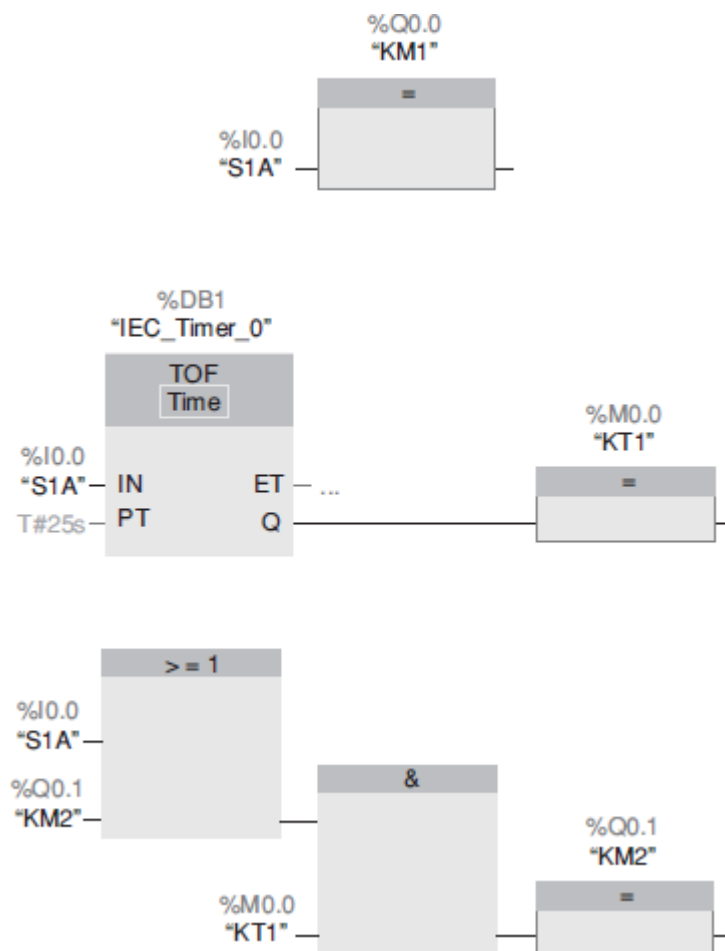 %Q0.0
“KM1”
=
%I0.0
“S1A”
%DB1
“IEC_Timer_0”
TOF
Time
%M0.0
“KT1”
%I0.0
“S1A” IN ET ...
=
T#25s PT Q
>=1
%I0.0
“S1A”
&
%Q0.1
“KM2”
%Q0.1
“KM2”
%M0.0
“KT1”
=